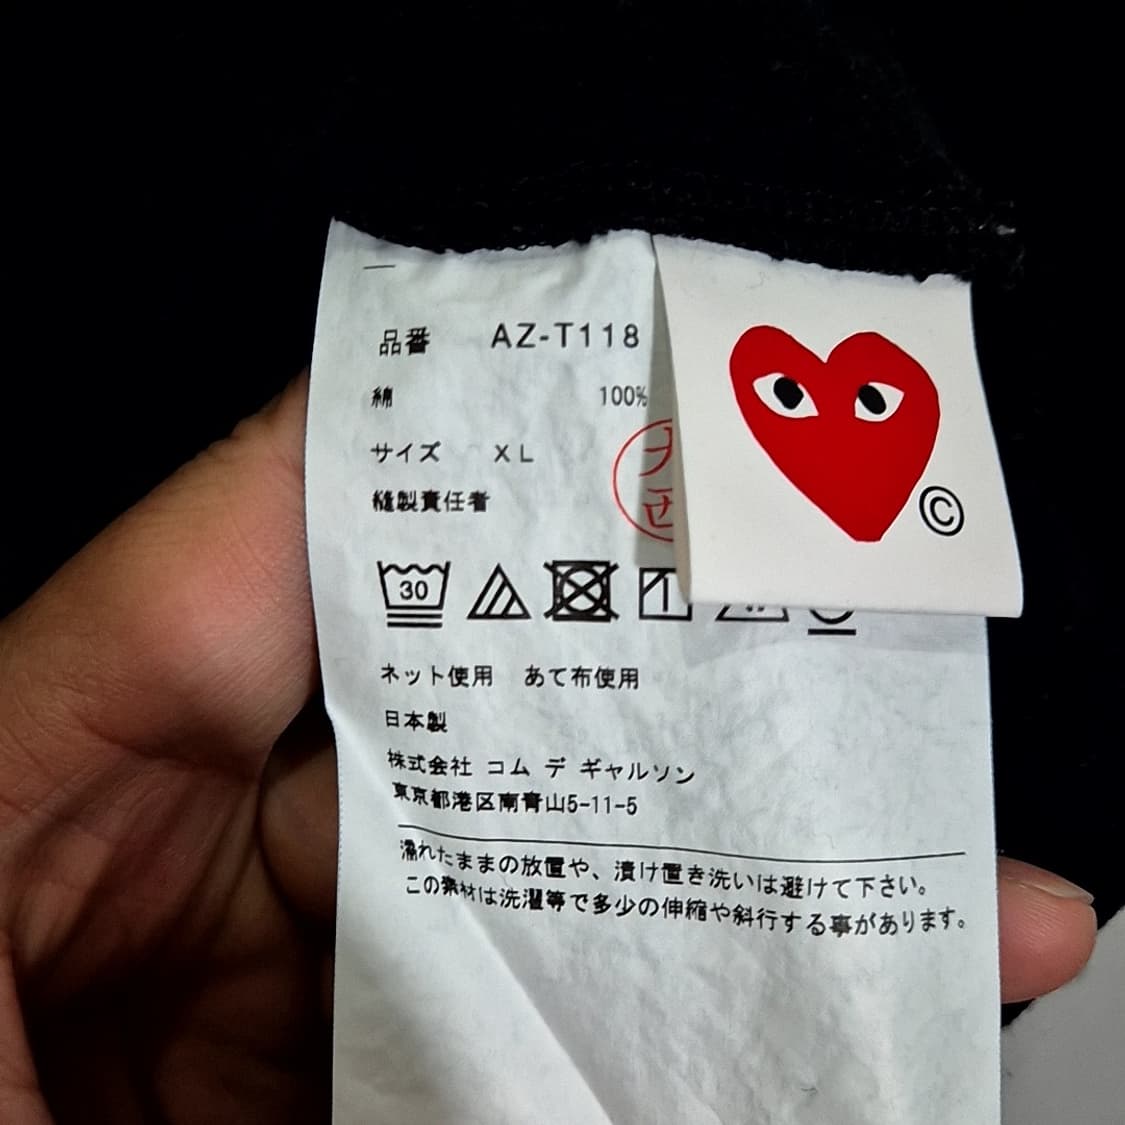 品番 AZ-T118
綿 100%
サイズ XL
縫製責任者
30
ネット使用 あて布使用
日本製
株式会社 コム デ ギャルソン
東京都港区南青山5-11-5
濡れたままの放置や、漬け置き洗いは避けて下さい。
この素材は洗濯等で多少の伸縮や斜行する事があります。
©